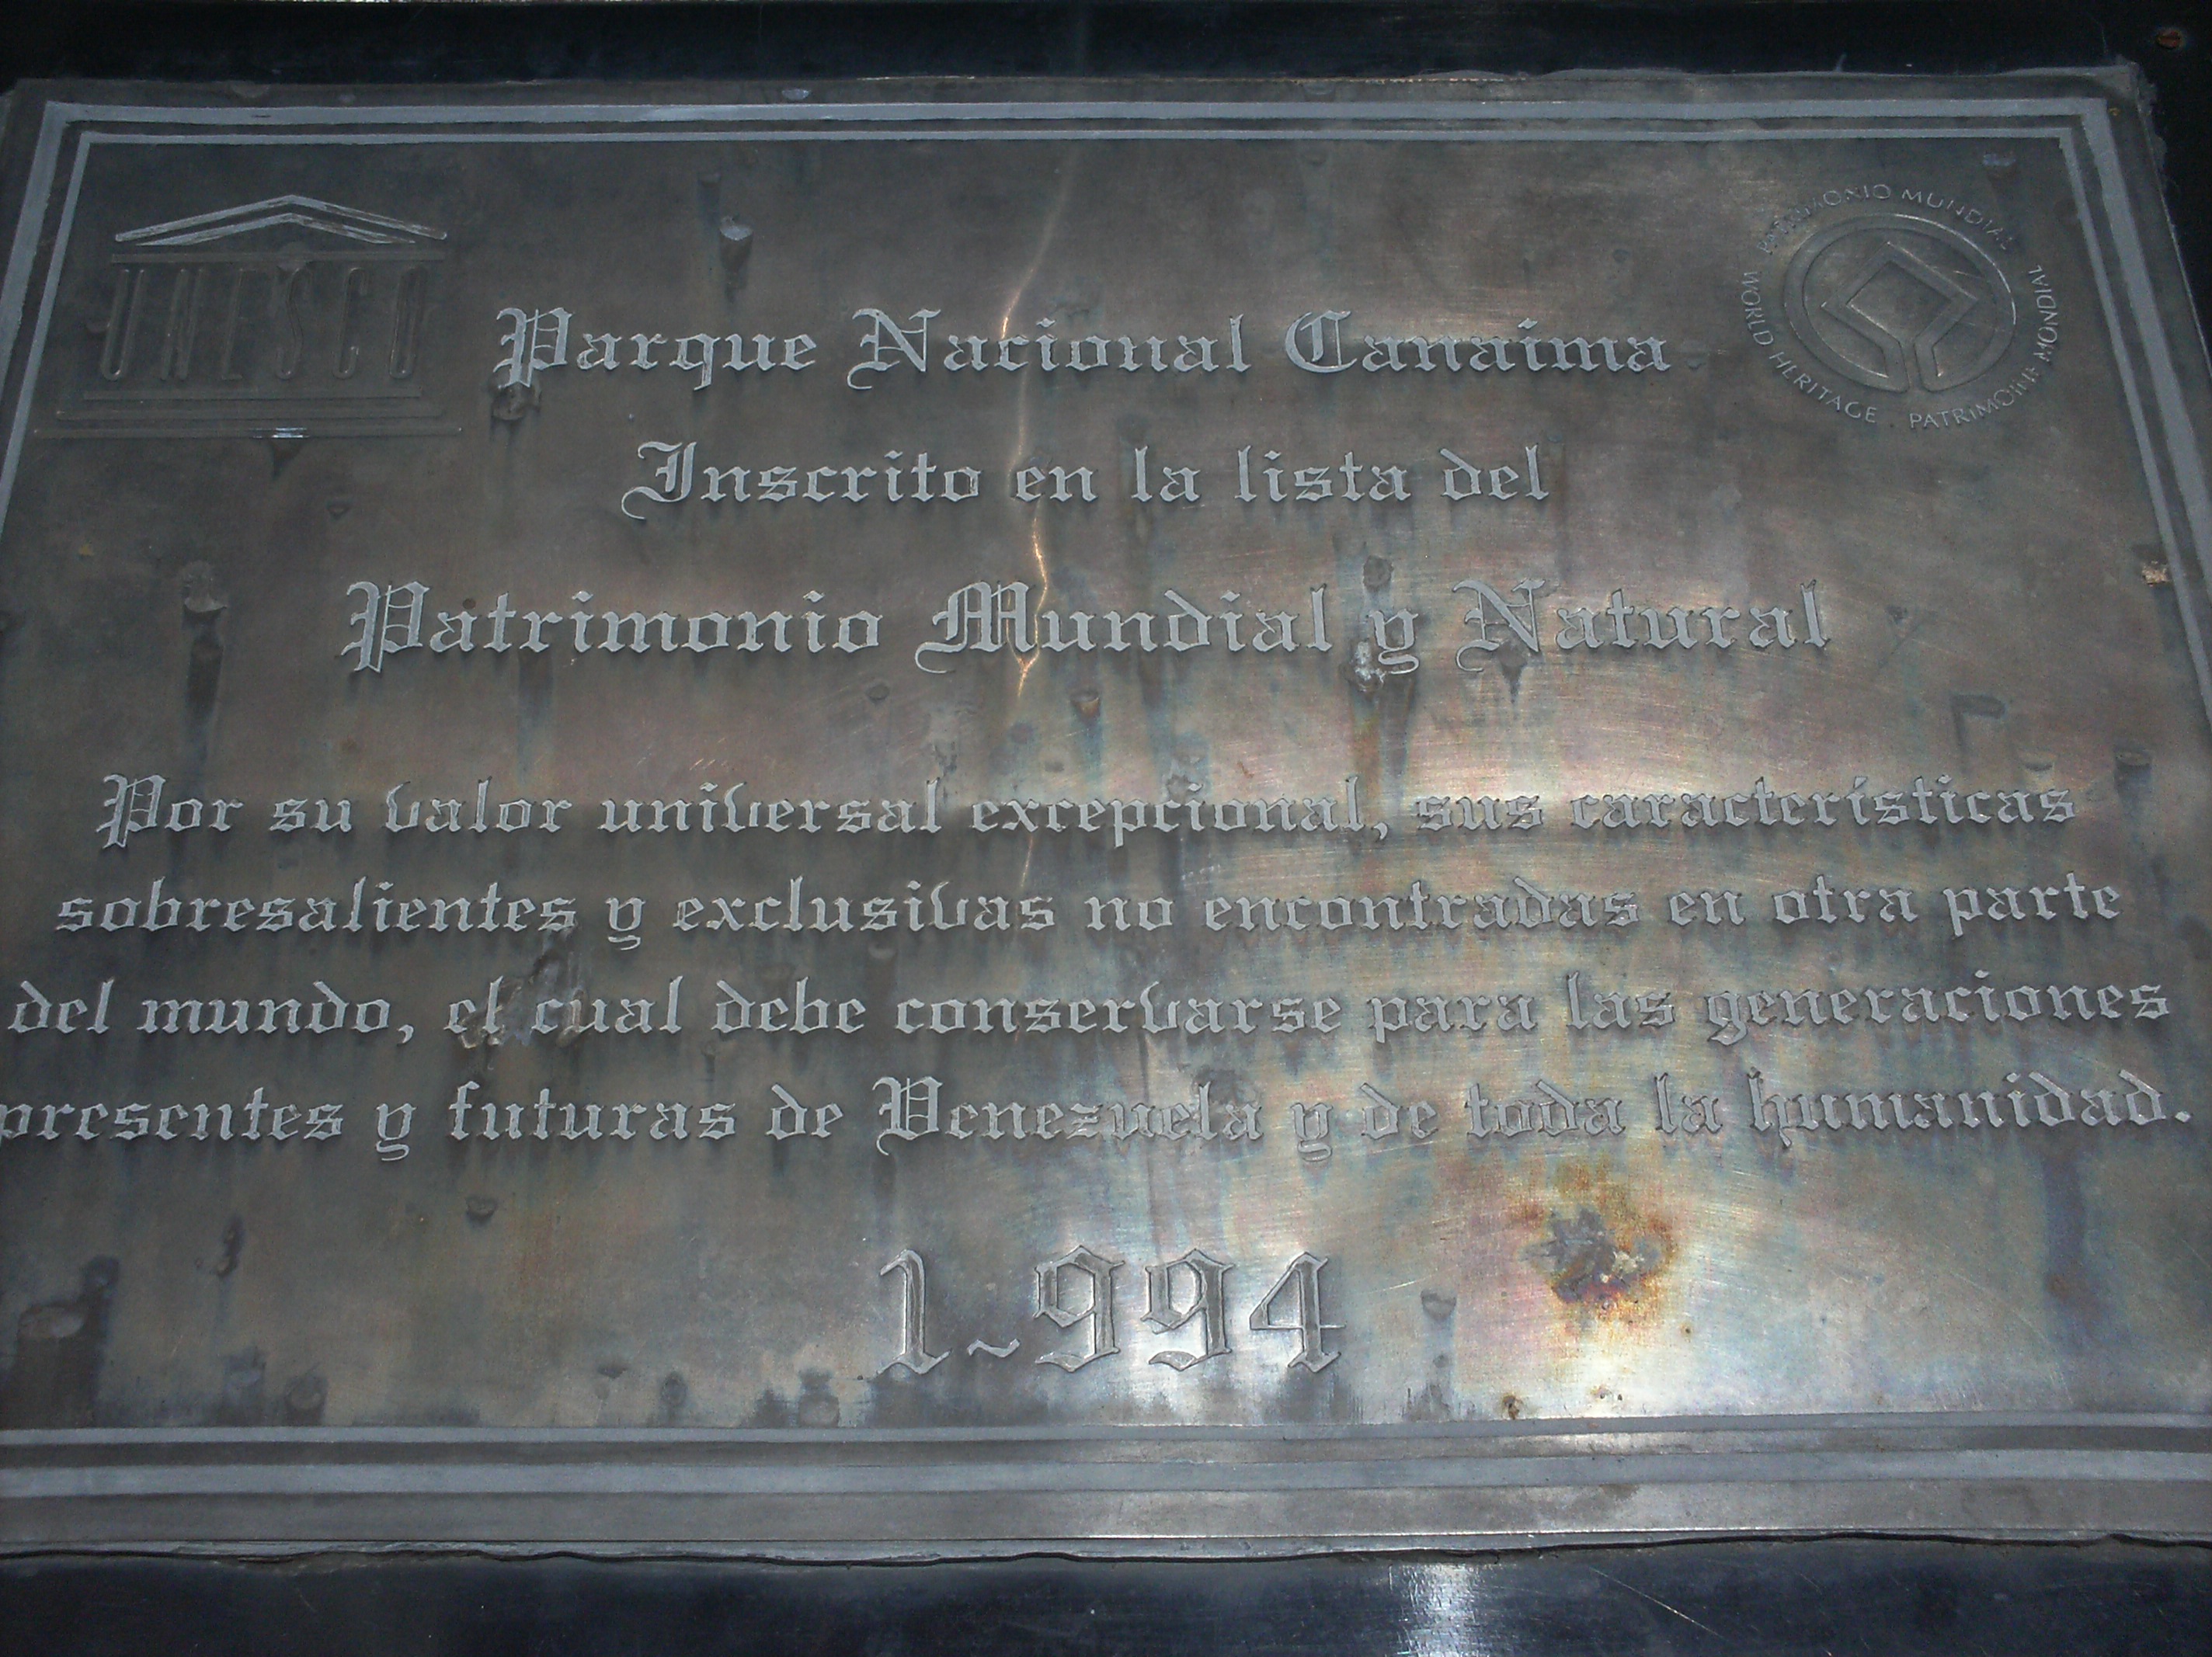 UNESCO
PATRIMONIO MUNDIAL
WORLD HERITAGE
PATRIMOINE MONDIAL
Parque Nacional Canaima
Inscrito en la lista del
Patrimonio Mundial y Natural
Por su valor universal excepcional, sus características
sobresalientes y exclusivas no encontradas en otra parte
del mundo, el cual debe conservarse para las generaciones
presentes y futuras de Venezuela y de toda la humanidad.
1~994